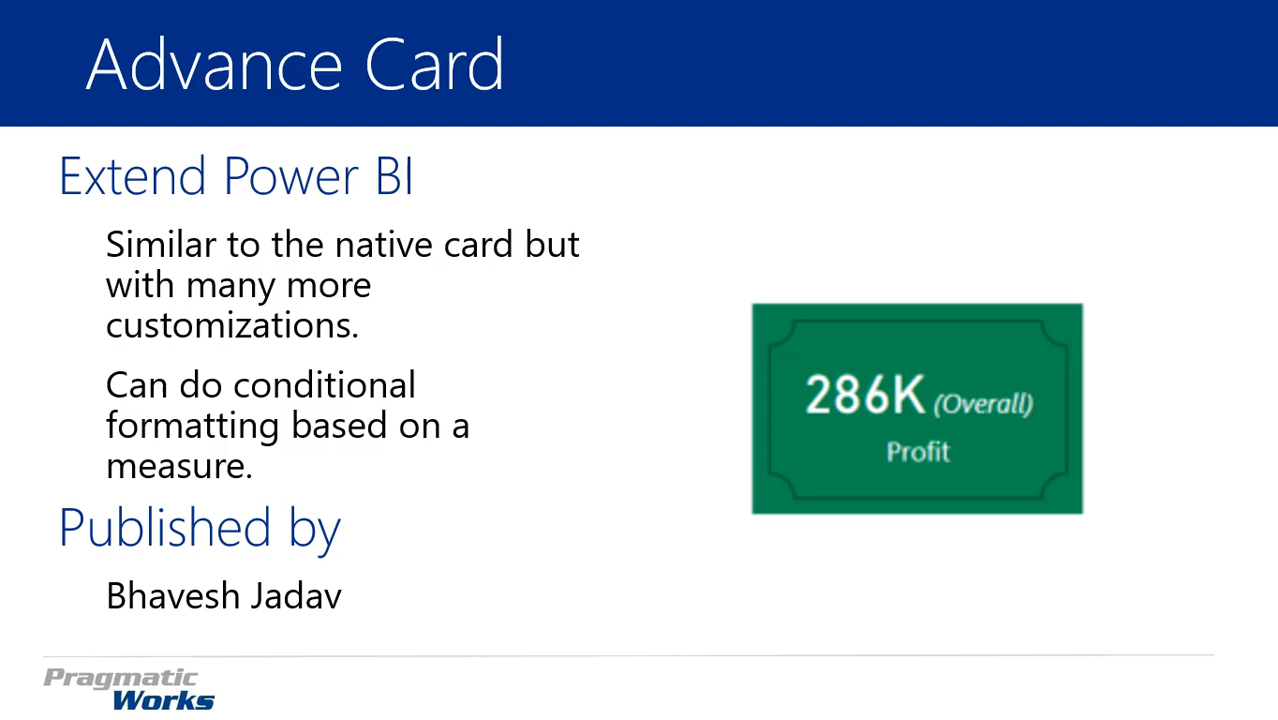 Advance Card
Extend Power BI
Similar to the native card but
with many more
customizations.
Can do conditional
formatting based on a
measure.
Published by
Bhavesh Jadav
286K (Overall)
Profit
Pragmatic
Works